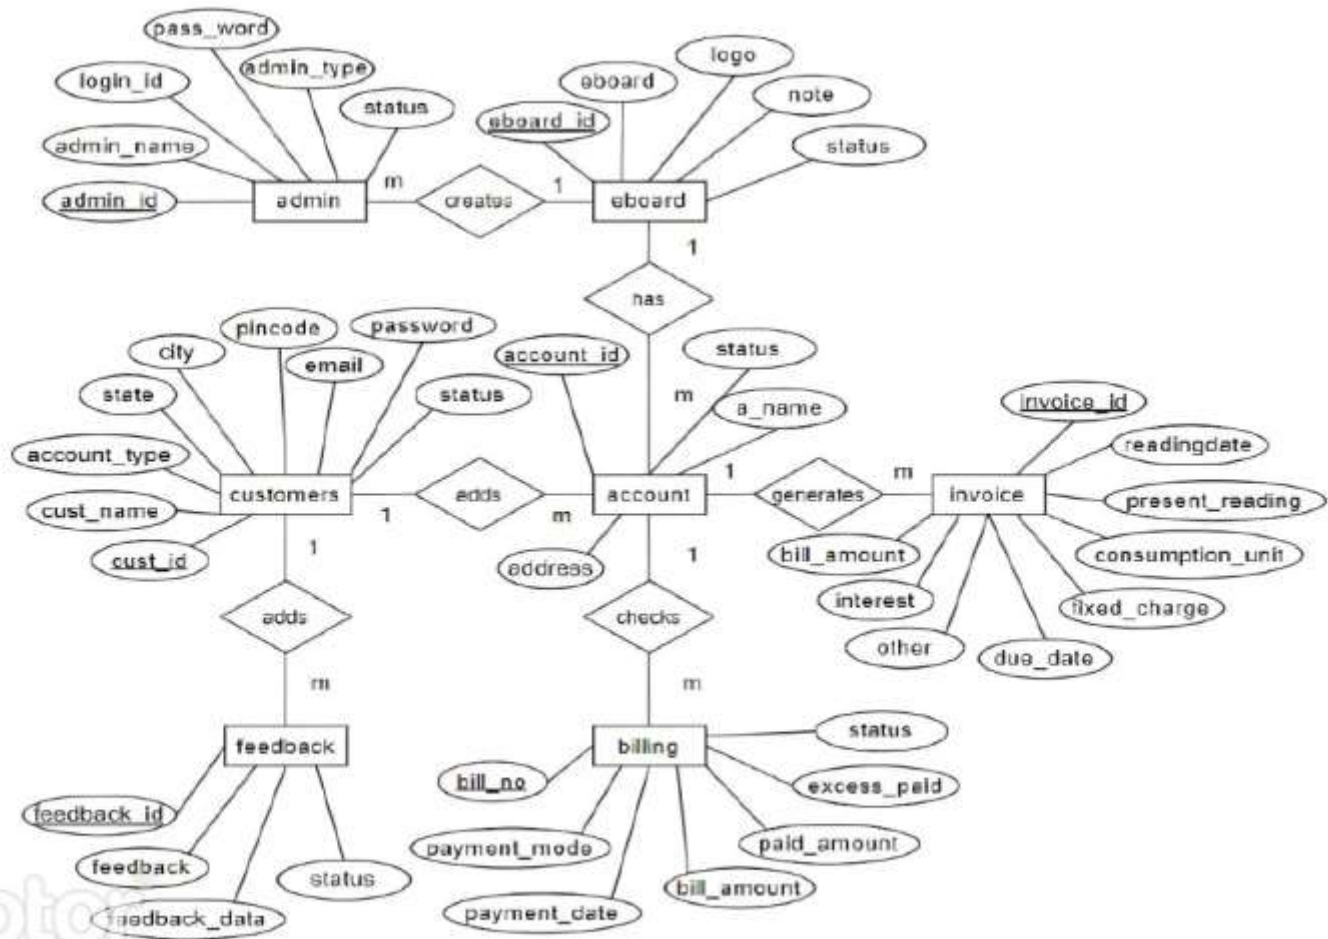 pass_word
logo
admin_type
eboard
login_id
note
status
eboard_id
admin_name
status
m
1
admin_id
admin
creates
eboard
1
has
pincode
password
city
account_id
status
email
state
status
m
a_name
invoice_id
readingdate
account_type
customers
adds
account
1
generates
m
invoice
present_reading
cust_name
1
m
bill_amount
consumption_unit
cust_id
1
1
address
interest
fixed_charge
adds
checks
other
due_date
m
m
feedback
billing
status
bill_no
excess_paid
feedback_id
payment_mode
paid_amount
feedback
status
bill_amount
feedback_data
payment_date